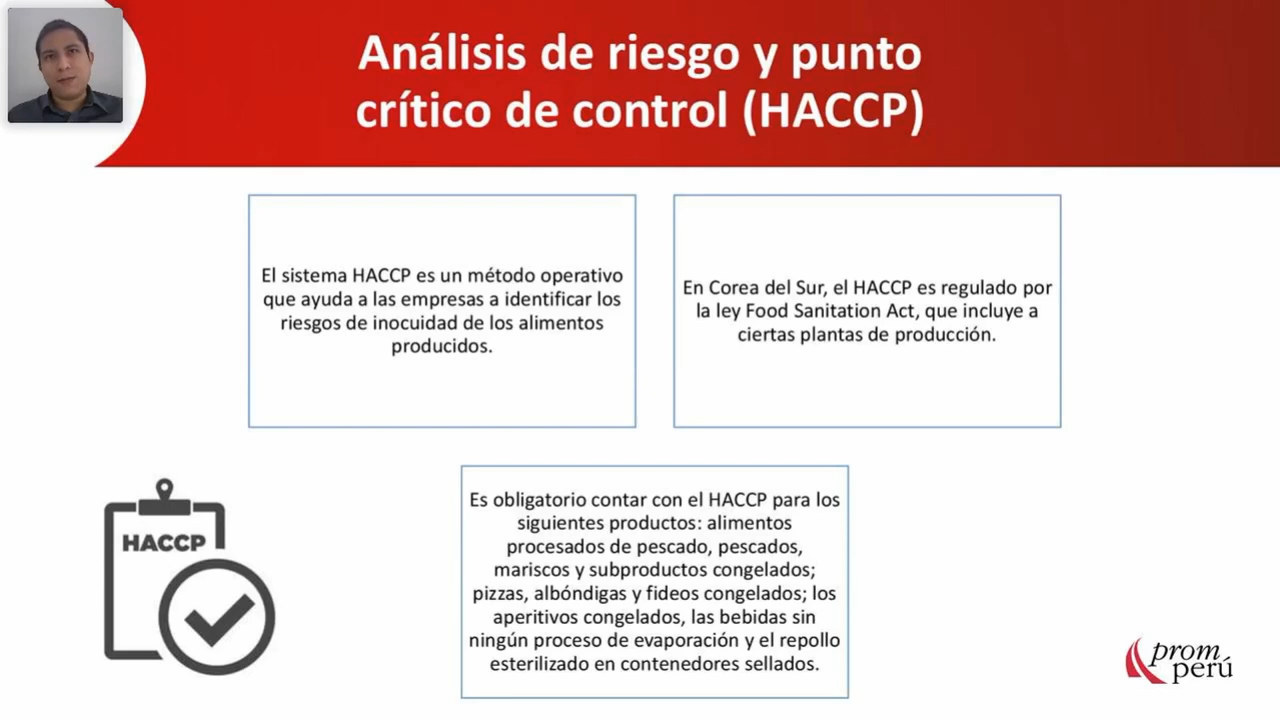 Análisis de riesgo y punto
crítico de control (HACCP)
El sistema HACCP es un método operativo
que ayuda a las empresas a identificar los
riesgos de inocuidad de los alimentos
producidos.
En Corea del Sur, el HACCP es regulado por
la ley Food Sanitation Act, que incluye a
ciertas plantas de producción.
HACCP
Es obligatorio contar con el HACCP para los
siguientes productos: alimentos
procesados de pescado, pescados,
mariscos y subproductos congelados;
pizzas, albóndigas y fideos congelados; los
aperitivos congelados, las bebidas sin
ningún proceso de evaporación y el repollo
esterilizado en contenedores sellados.
prom
perú